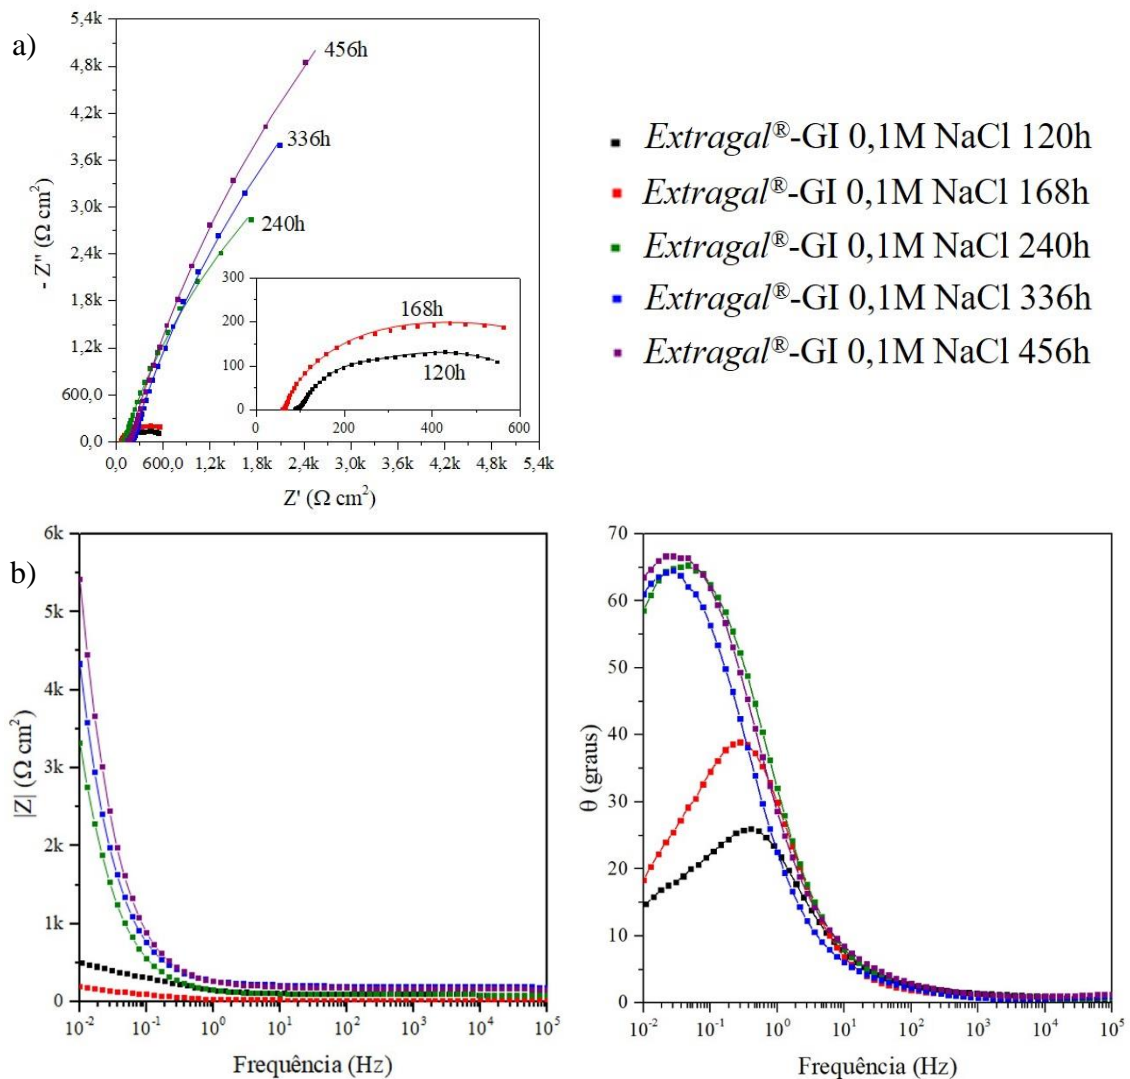 a)
5,4k
4,8k
4,2k
3,6k
3,0k
2,4k
1,8k
1,2k
600,0
0,0
- Z'' (Ω cm²)
456h
336h
240h
300
200
100
0
168h
120h
0 200 400 600
0,0 600,0 1,2k 1,8k 2,4k 3,0k 3,6k 4,2k 4,8k 5,4k
Z' (Ω cm²)
Extragal®-GI 0,1M NaCl 120h
Extragal®-GI 0,1M NaCl 168h
Extragal®-GI 0,1M NaCl 240h
Extragal®-GI 0,1M NaCl 336h
Extragal®-GI 0,1M NaCl 456h
b)
6k
5k
4k
3k
2k
1k
0
|Z| (Ω cm²)
10⁻² 10⁻¹ 10⁰ 10¹ 10² 10³ 10⁴ 10⁵
Frequência (Hz)
70
60
50
40
30
20
10
0
θ (graus)
10⁻² 10⁻¹ 10⁰ 10¹ 10² 10³ 10⁴ 10⁵
Frequência (Hz)